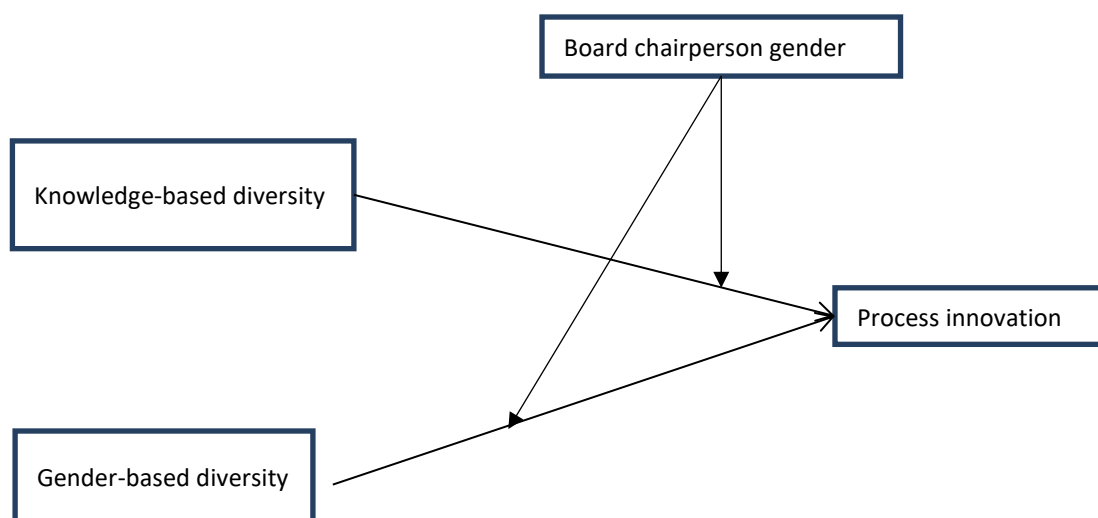 Board chairperson gender
Knowledge-based diversity
Process innovation
Gender-based diversity